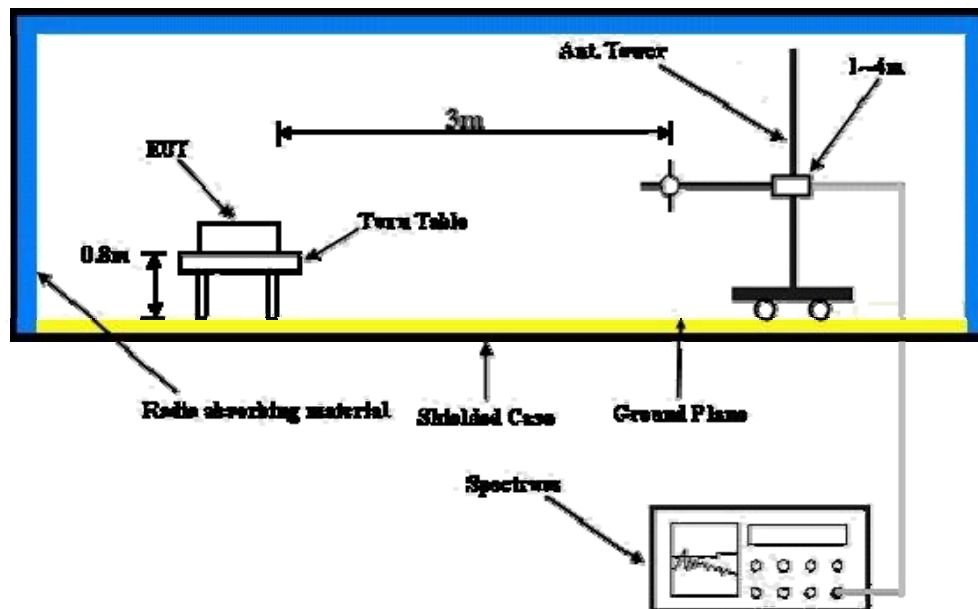 Ant. Tower
1~4m
3m
EUT
Turn Table
0.8m
Radio absorbing material
Shielded Case
Ground Plane
Spectrum